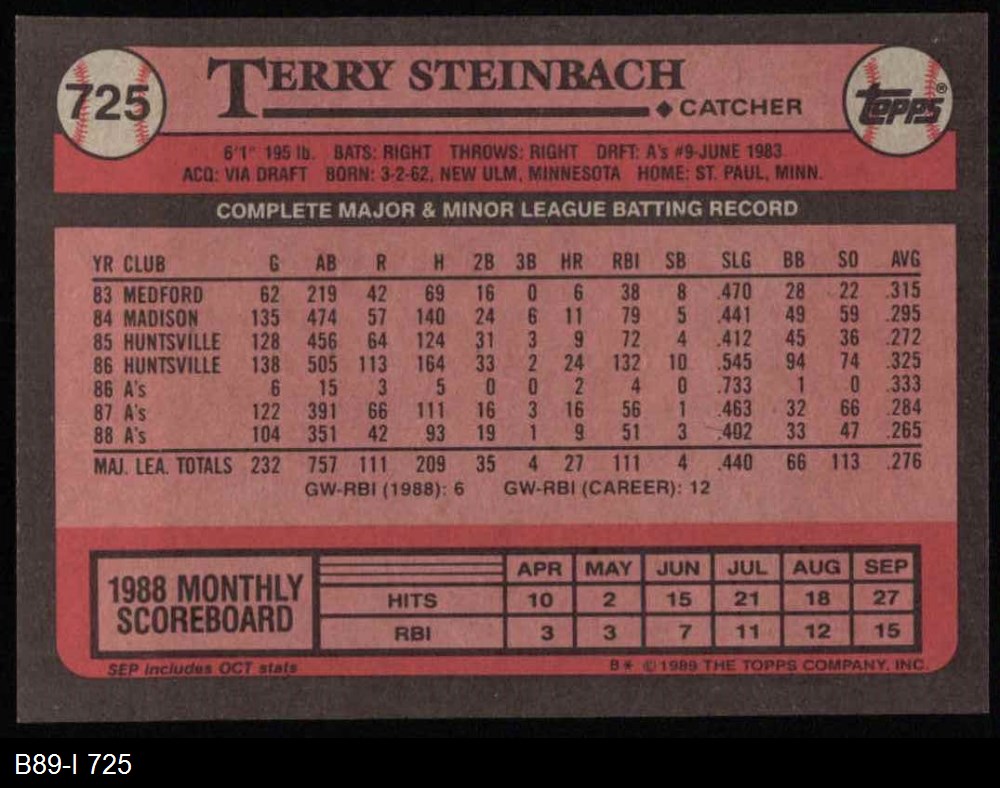 725 TERRY STEINBACH topps®
◆ CATCHER
6'1" 195 lb. BATS: RIGHT THROWS: RIGHT DRFT: A's #9-JUNE 1983
ACQ: VIA DRAFT BORN: 3-2-62, NEW ULM, MINNESOTA HOME: ST. PAUL, MINN.
COMPLETE MAJOR & MINOR LEAGUE BATTING RECORD
YR CLUB G AB R H 2B 3B HR RBI SB SLG BB SO AVG
83 MEDFORD 62 219 42 69 16 0 6 38 8 .470 28 22 .315
84 MADISON 135 474 57 140 24 6 11 79 5 .441 49 59 .295
85 HUNTSVILLE 128 456 64 124 31 3 9 72 4 .412 45 36 .272
86 HUNTSVILLE 138 505 113 164 33 2 24 132 10 .545 94 74 .325
86 A's 6 15 3 5 0 0 2 4 0 .733 1 0 .333
87 A's 122 391 66 111 16 3 16 56 1 .463 32 66 .284
88 A's 104 351 42 93 19 1 9 51 3 .402 33 47 .265
MAJ. LEA. TOTALS 232 757 111 209 35 4 27 111 4 .440 66 113 .276
GW-RBI (1988): 6 GW-RBI (CAREER): 12
1988 MONTHLY
SCOREBOARD
APR MAY JUN JUL AUG SEP
HITS 10 2 15 21 18 27
RBI 3 3 7 11 12 15
SEP includes OCT stats B* © 1989 THE TOPPS COMPANY, INC.
B89-I 725